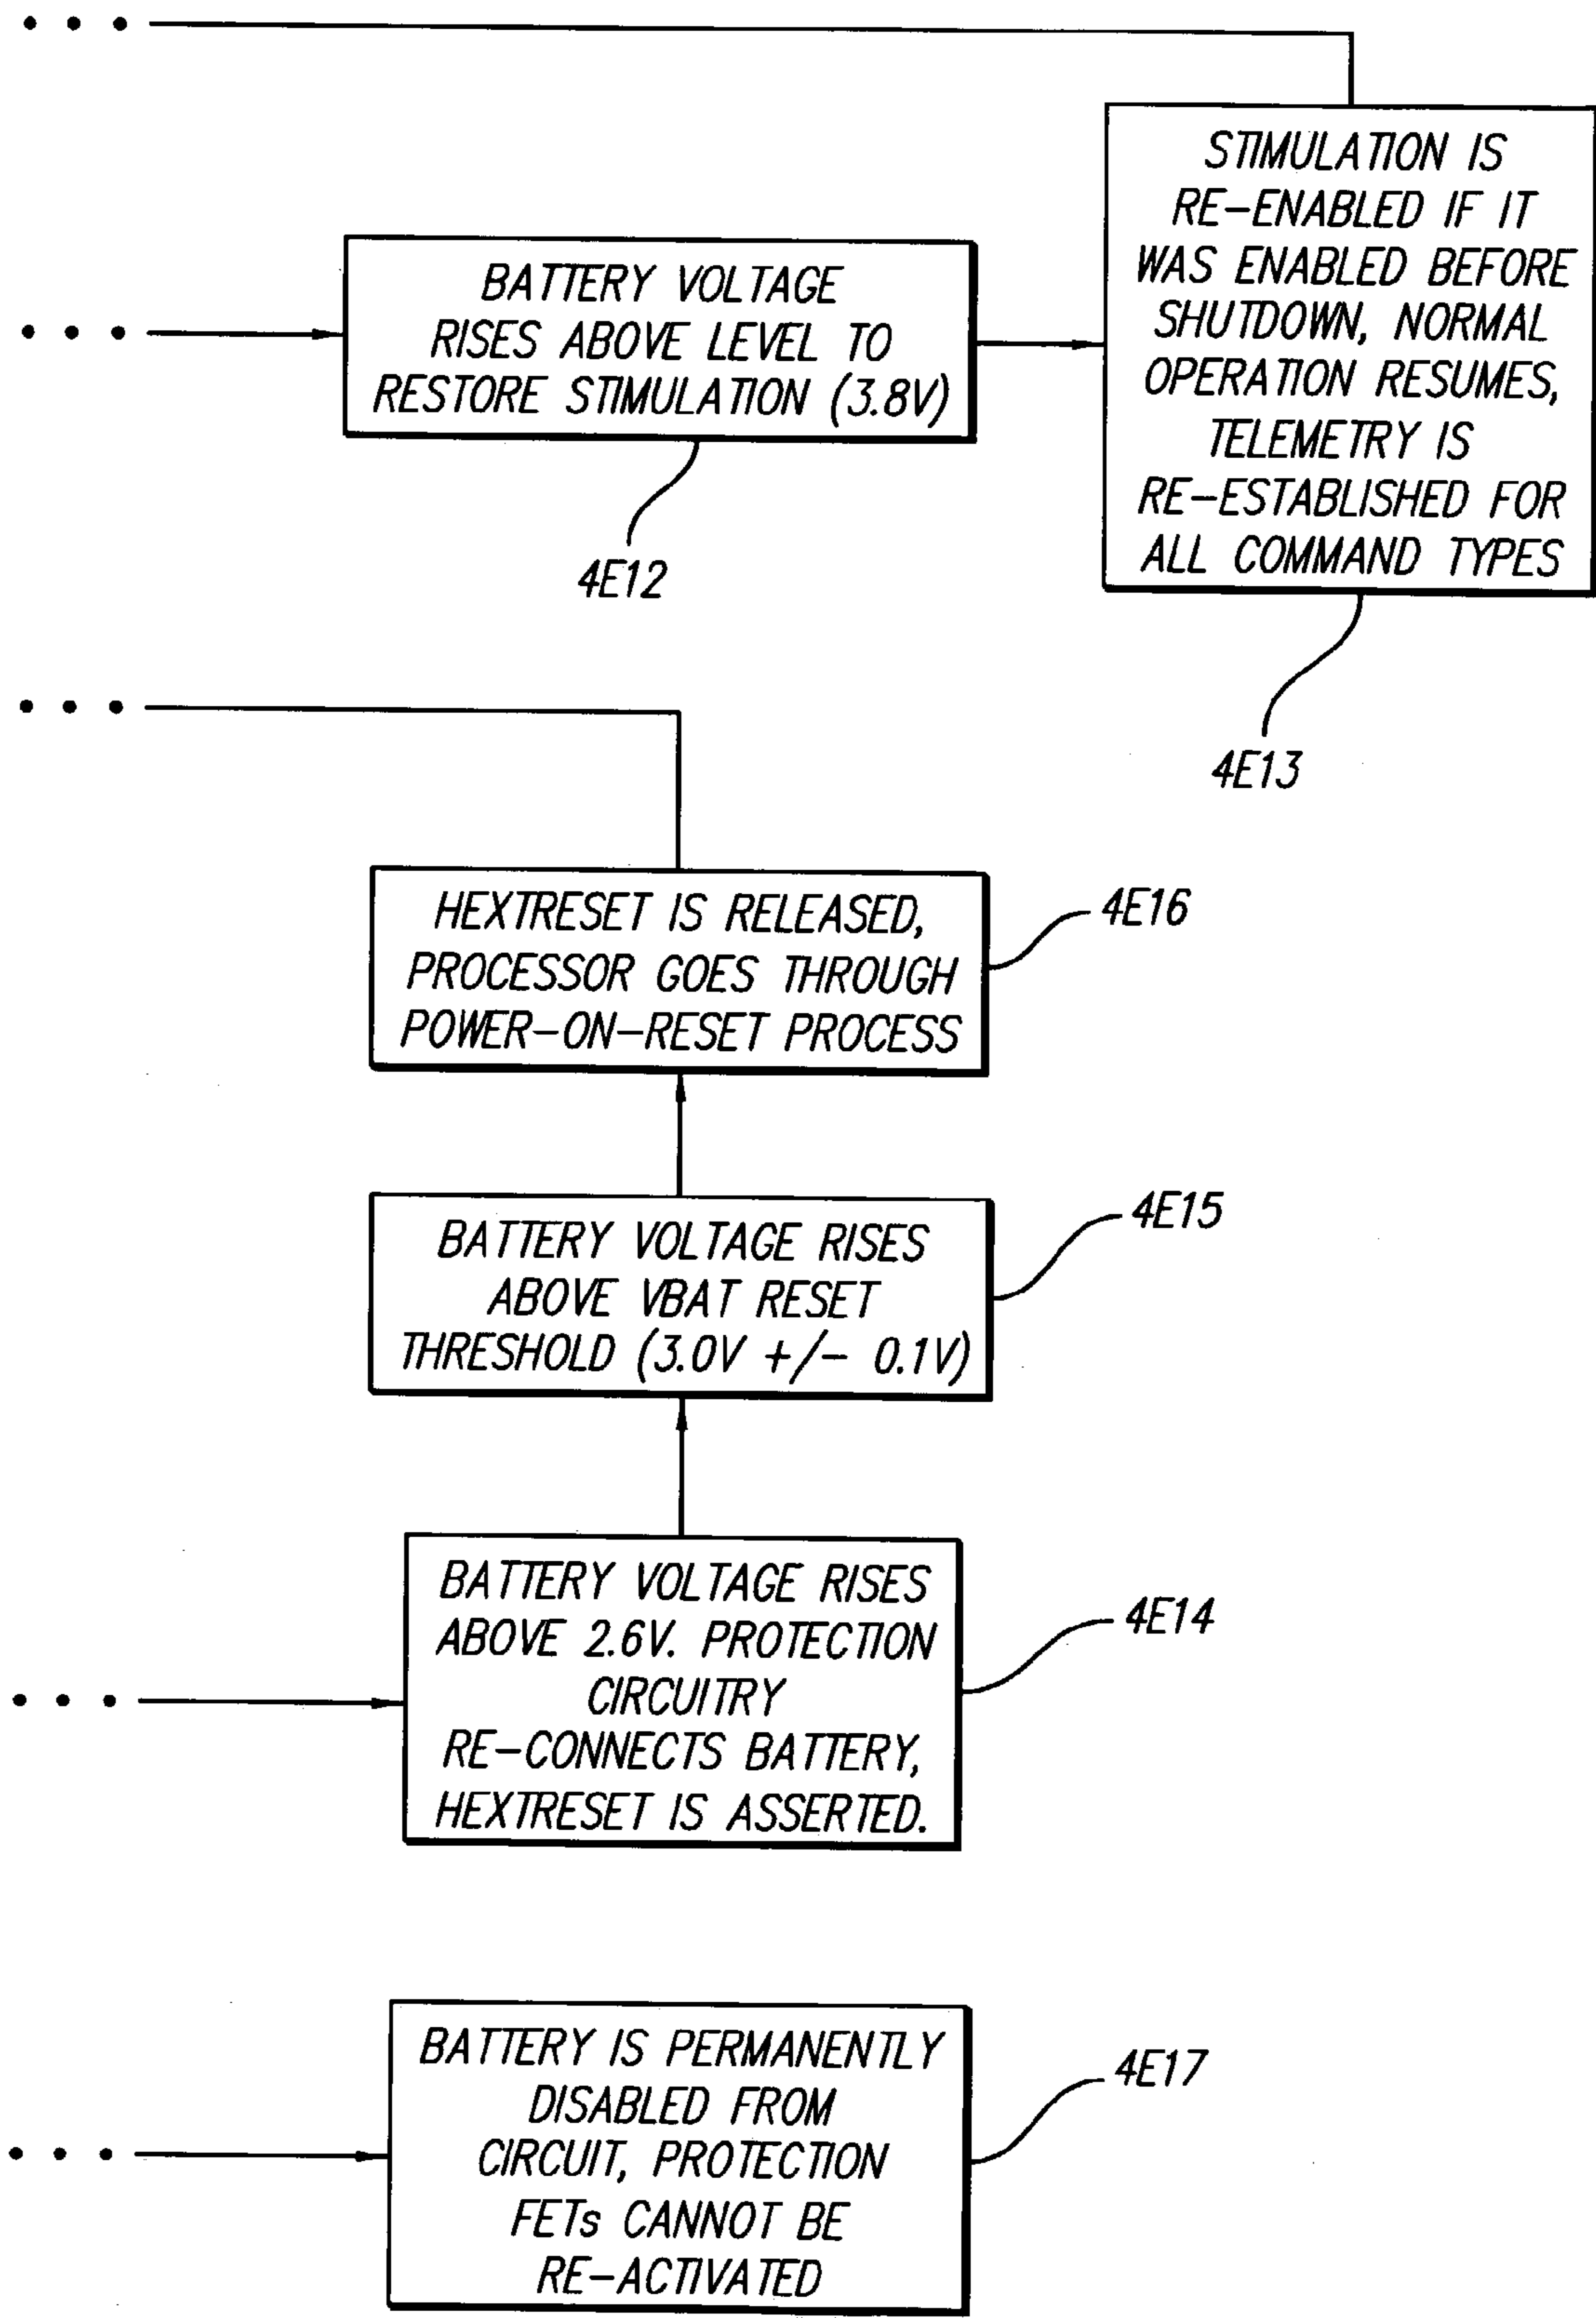 BATTERY VOLTAGE
RISES ABOVE LEVEL TO
RESTORE STIMULATION (3.8V)
4E12
STIMULATION IS
RE-ENABLED IF IT
WAS ENABLED BEFORE
SHUTDOWN, NORMAL
OPERATION RESUMES,
TELEMETRY IS
RE-ESTABLISHED FOR
ALL COMMAND TYPES
4E13
HEXTRESET IS RELEASED,
PROCESSOR GOES THROUGH
POWER-ON-RESET PROCESS
4E16
BATTERY VOLTAGE RISES
ABOVE VBAT RESET
THRESHOLD (3.0V +/- 0.1V)
4E15
BATTERY VOLTAGE RISES
ABOVE 2.6V. PROTECTION
CIRCUITRY
RE-CONNECTS BATTERY,
HEXTRESET IS ASSERTED.
4E14
BATTERY IS PERMANENTLY
DISABLED FROM
CIRCUIT, PROTECTION
FETs CANNOT BE
RE-ACTIVATED
4E17